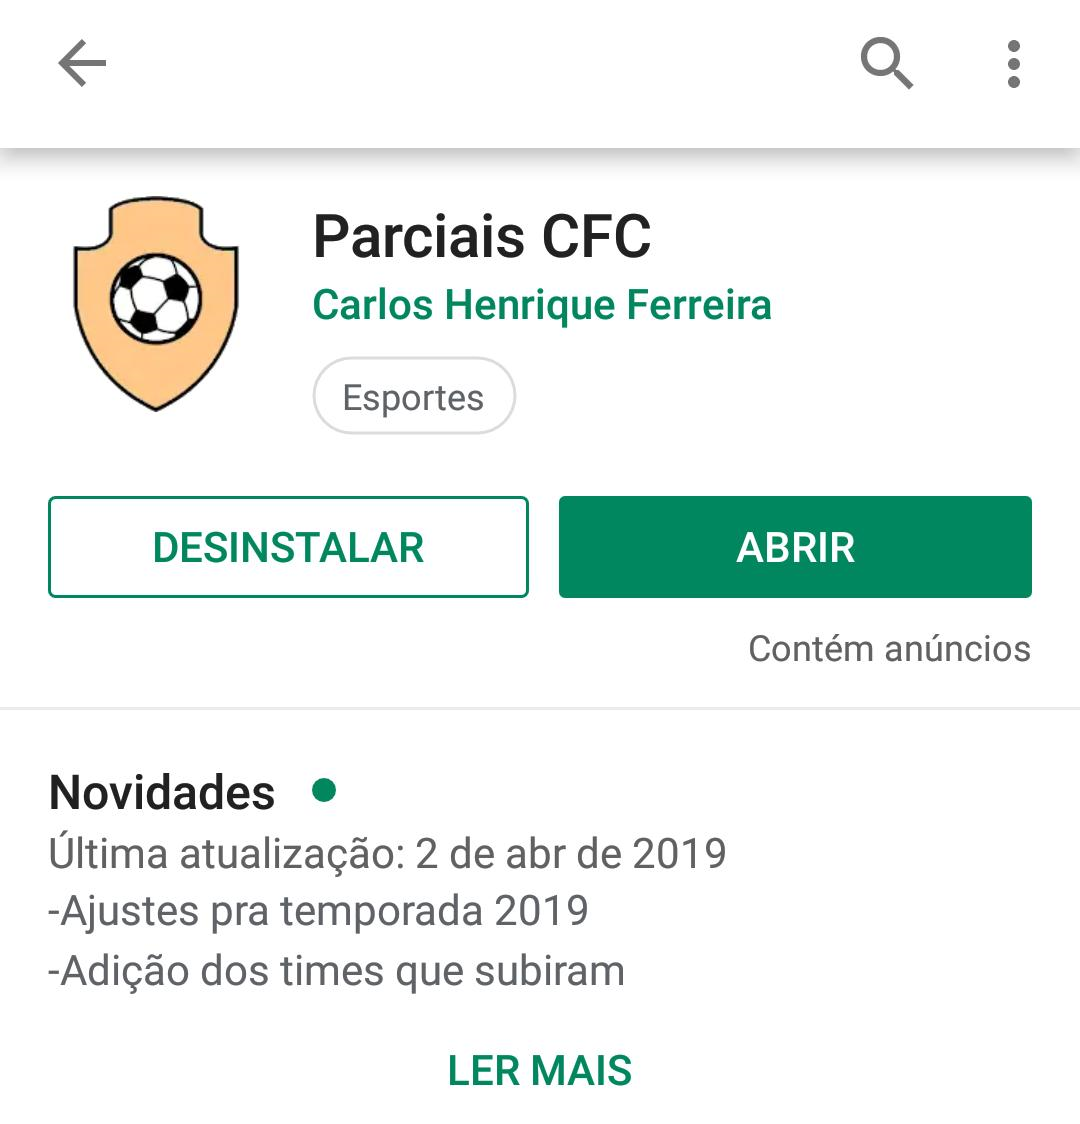 Parciais CFC
Carlos Henrique Ferreira
Esportes
DESINSTALAR
ABRIR
Contém anúncios
Novidades
Última atualização: 2 de abr de 2019
-Ajustes pra temporada 2019
-Adição dos times que subiram
LER MAIS